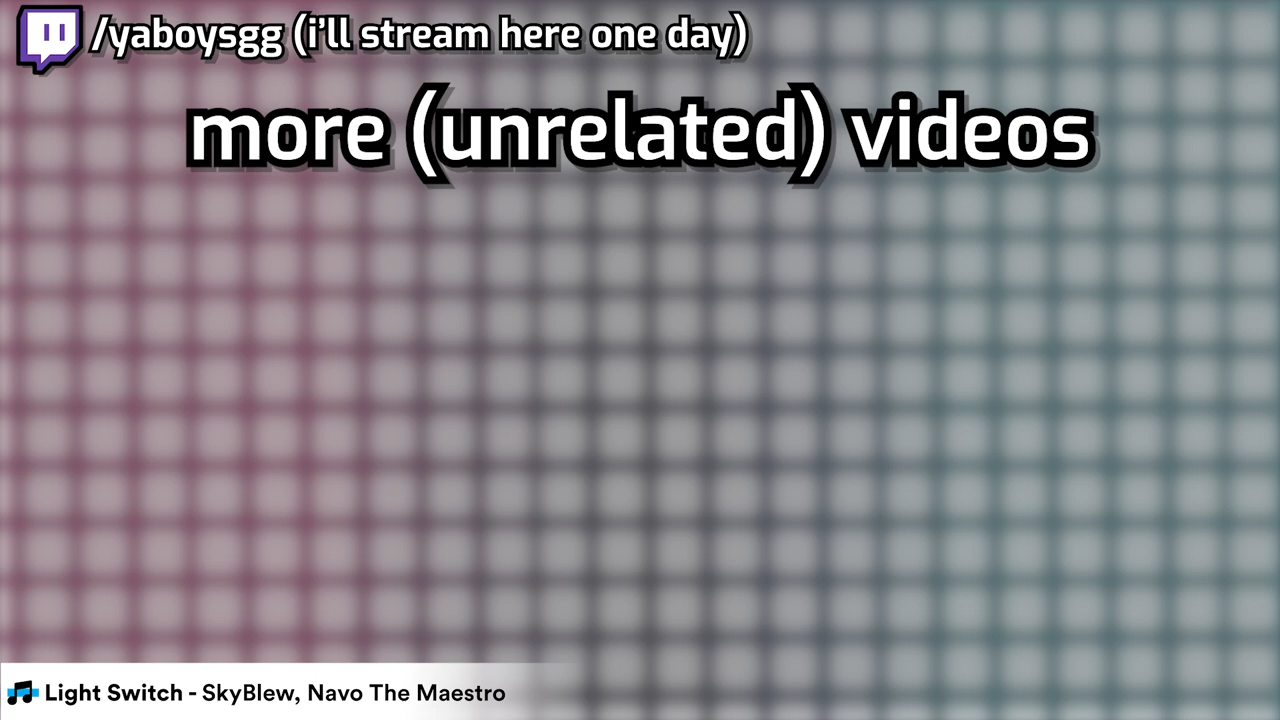 /yaboysgg (i'll stream here one day)
more (unrelated) videos
Light Switch - SkyBlew, Navo The Maestro